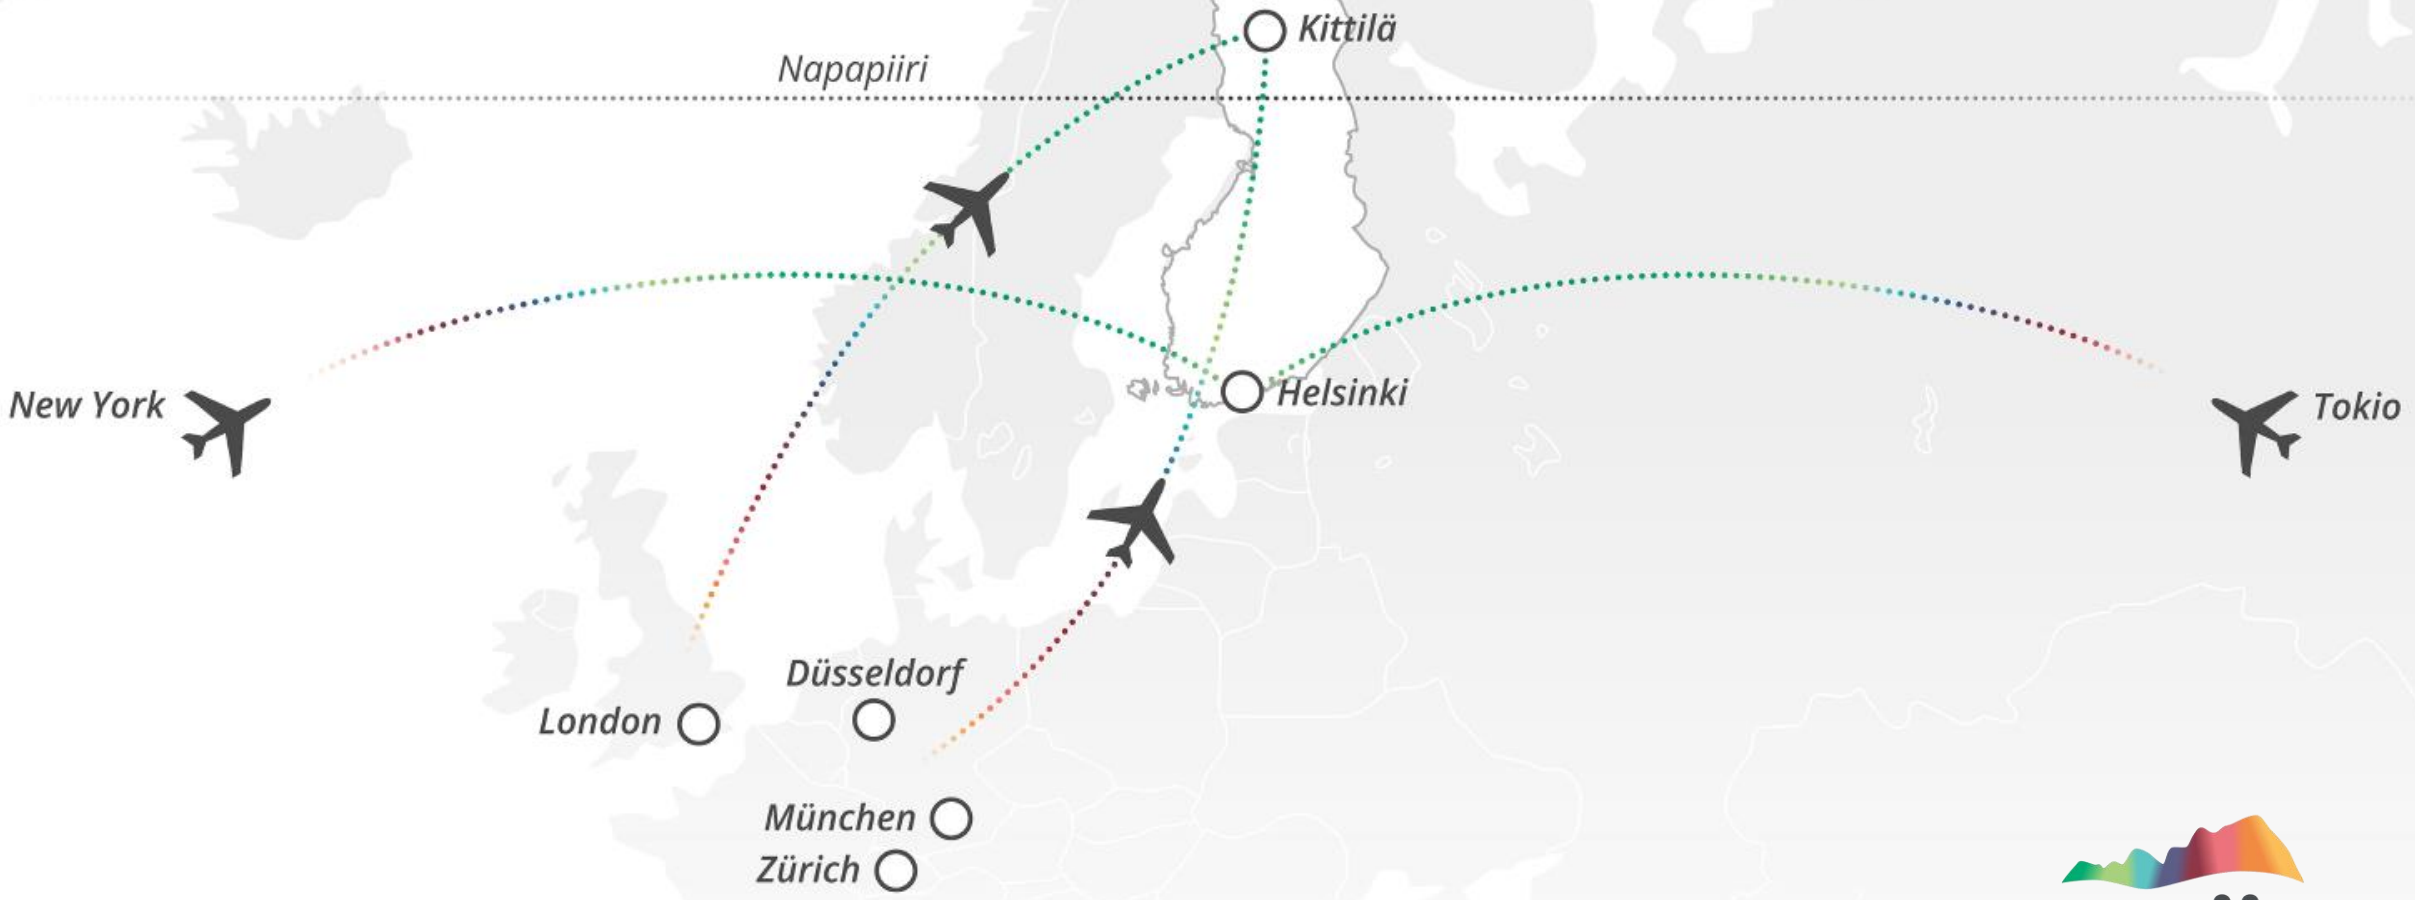 Kittilä
Napapiiri
New York
Helsinki
Tokio
Düsseldorf
London
München
Zürich